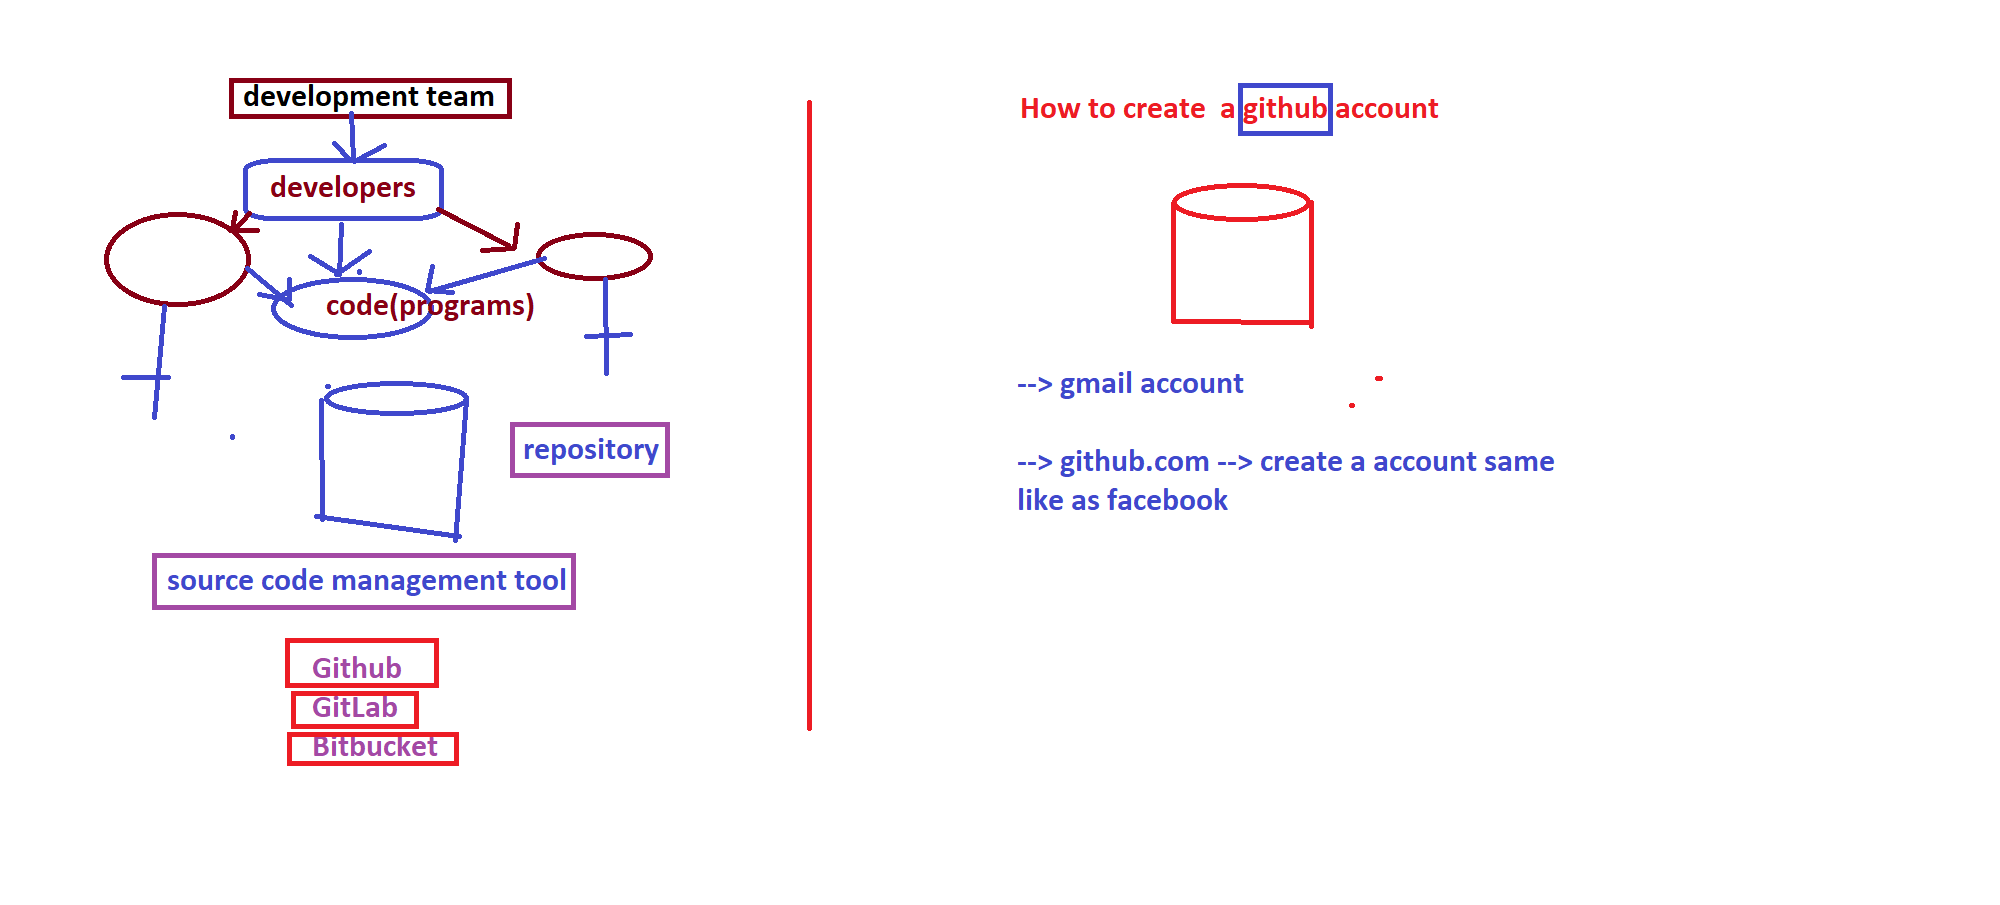 development team
developers
code(programs)
repository
source code management tool
Github
GitLab
Bitbucket
How to create  a github account
--> gmail account
--> github.com --> create a account same
like as facebook